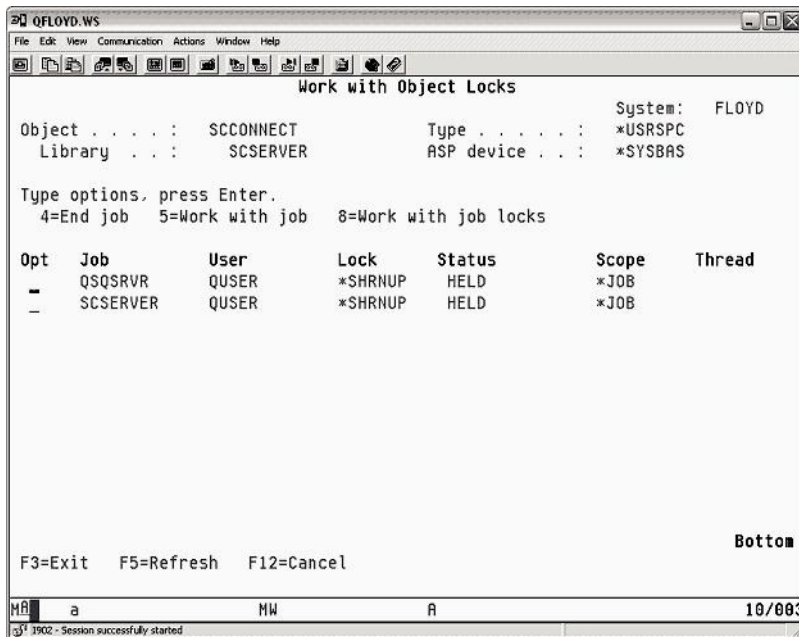 QFLOYD.WS
File Edit View Communication Actions Window Help
Work with Object Locks
System: FLOYD
Object . . . . : SCCONNECT Type . . . . . : *USRSPC
Library . . : SCSERVER ASP device . . : *SYSBAS
Type options, press Enter.
4=End job 5=Work with job 8=Work with job locks
Opt Job User Lock Status Scope Thread
_ QSQSRVR QUSER *SHRNUP HELD *JOB
_ SCSERVER QUSER *SHRNUP HELD *JOB
Bottom
F3=Exit F5=Refresh F12=Cancel
MA a MW A 10/003
1902 - Session successfully started